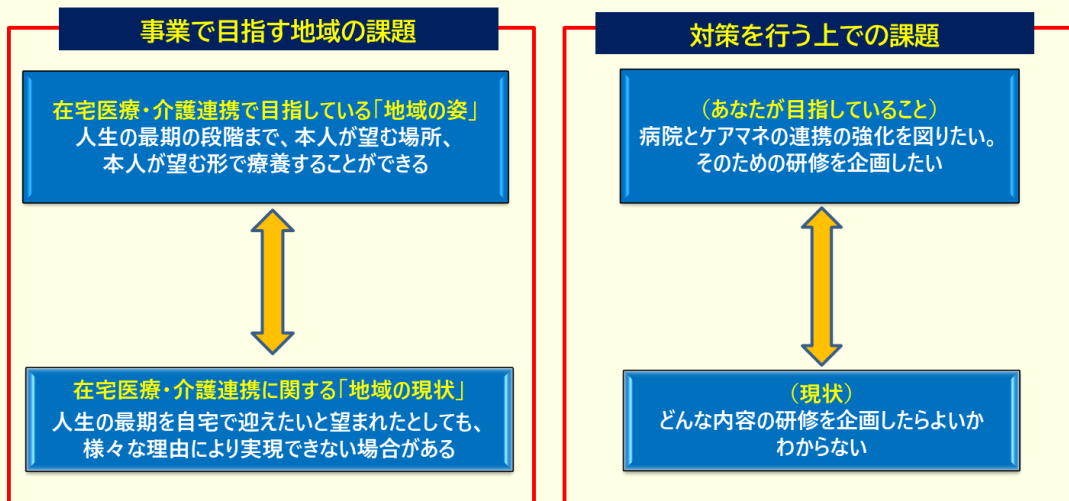 事業で目指す地域の課題
在宅医療・介護連携で目指している「地域の姿」
人生の最期の段階まで、本人が望む場所、
本人が望む形で療養することができる
在宅医療・介護連携に関する「地域の現状」
人生の最期を自宅で迎えたいと望まれたとしても、
様々な理由により実現できない場合がある
対策を行う上での課題
（あなたが目指していること）
病院とケアマネの連携の強化を図りたい。
そのための研修を企画したい
（現状）
どんな内容の研修を企画したらよいか
わからない